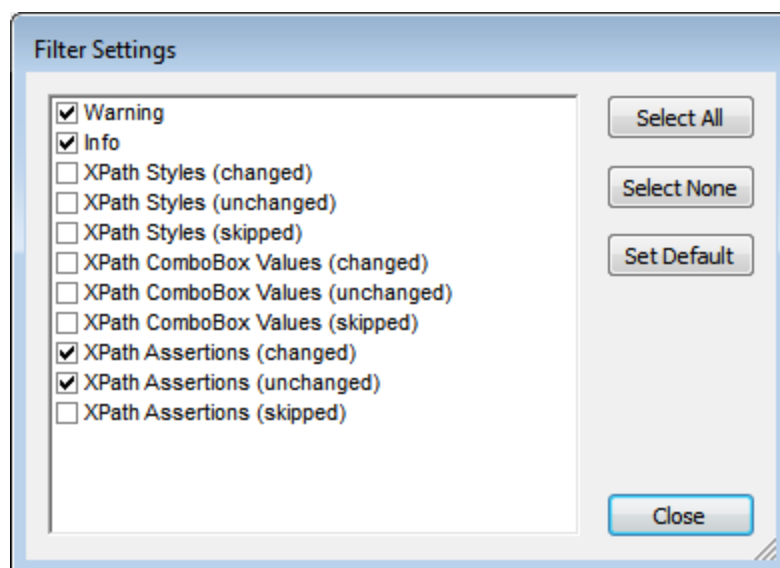 Filter Settings
Warning
Info
XPath Styles (changed)
XPath Styles (unchanged)
XPath Styles (skipped)
XPath ComboBox Values (changed)
XPath ComboBox Values (unchanged)
XPath ComboBox Values (skipped)
XPath Assertions (changed)
XPath Assertions (unchanged)
XPath Assertions (skipped)
Select All
Select None
Set Default
Close